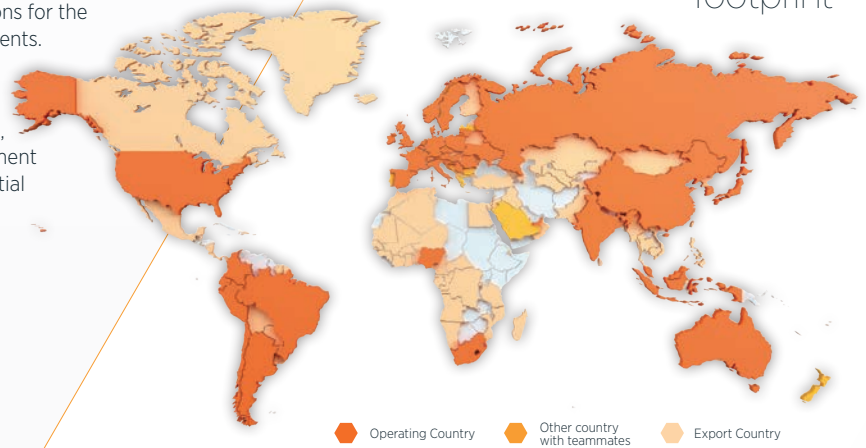 ons for the
ents.
,
ment
tial
footprint
Operating Country
Other country
with teammates
Export Country